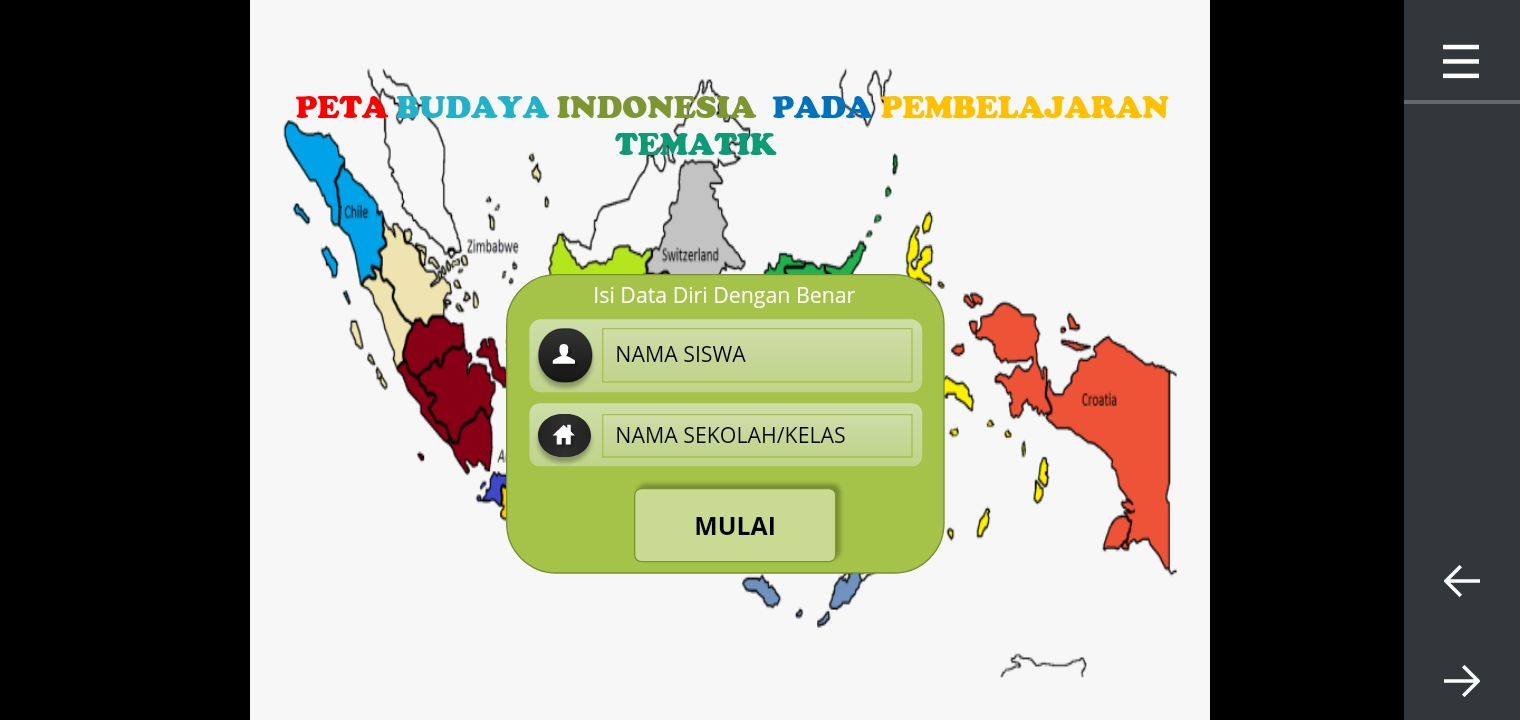 PETA BUDAYA INDONESIA PADA PEMBELAJARAN
TEMATIK
Chile
Zimbabwe
Switzerland
Isi Data Diri Dengan Benar
NAMA SISWA
Croatia
NAMA SEKOLAH/KELAS
MULAI